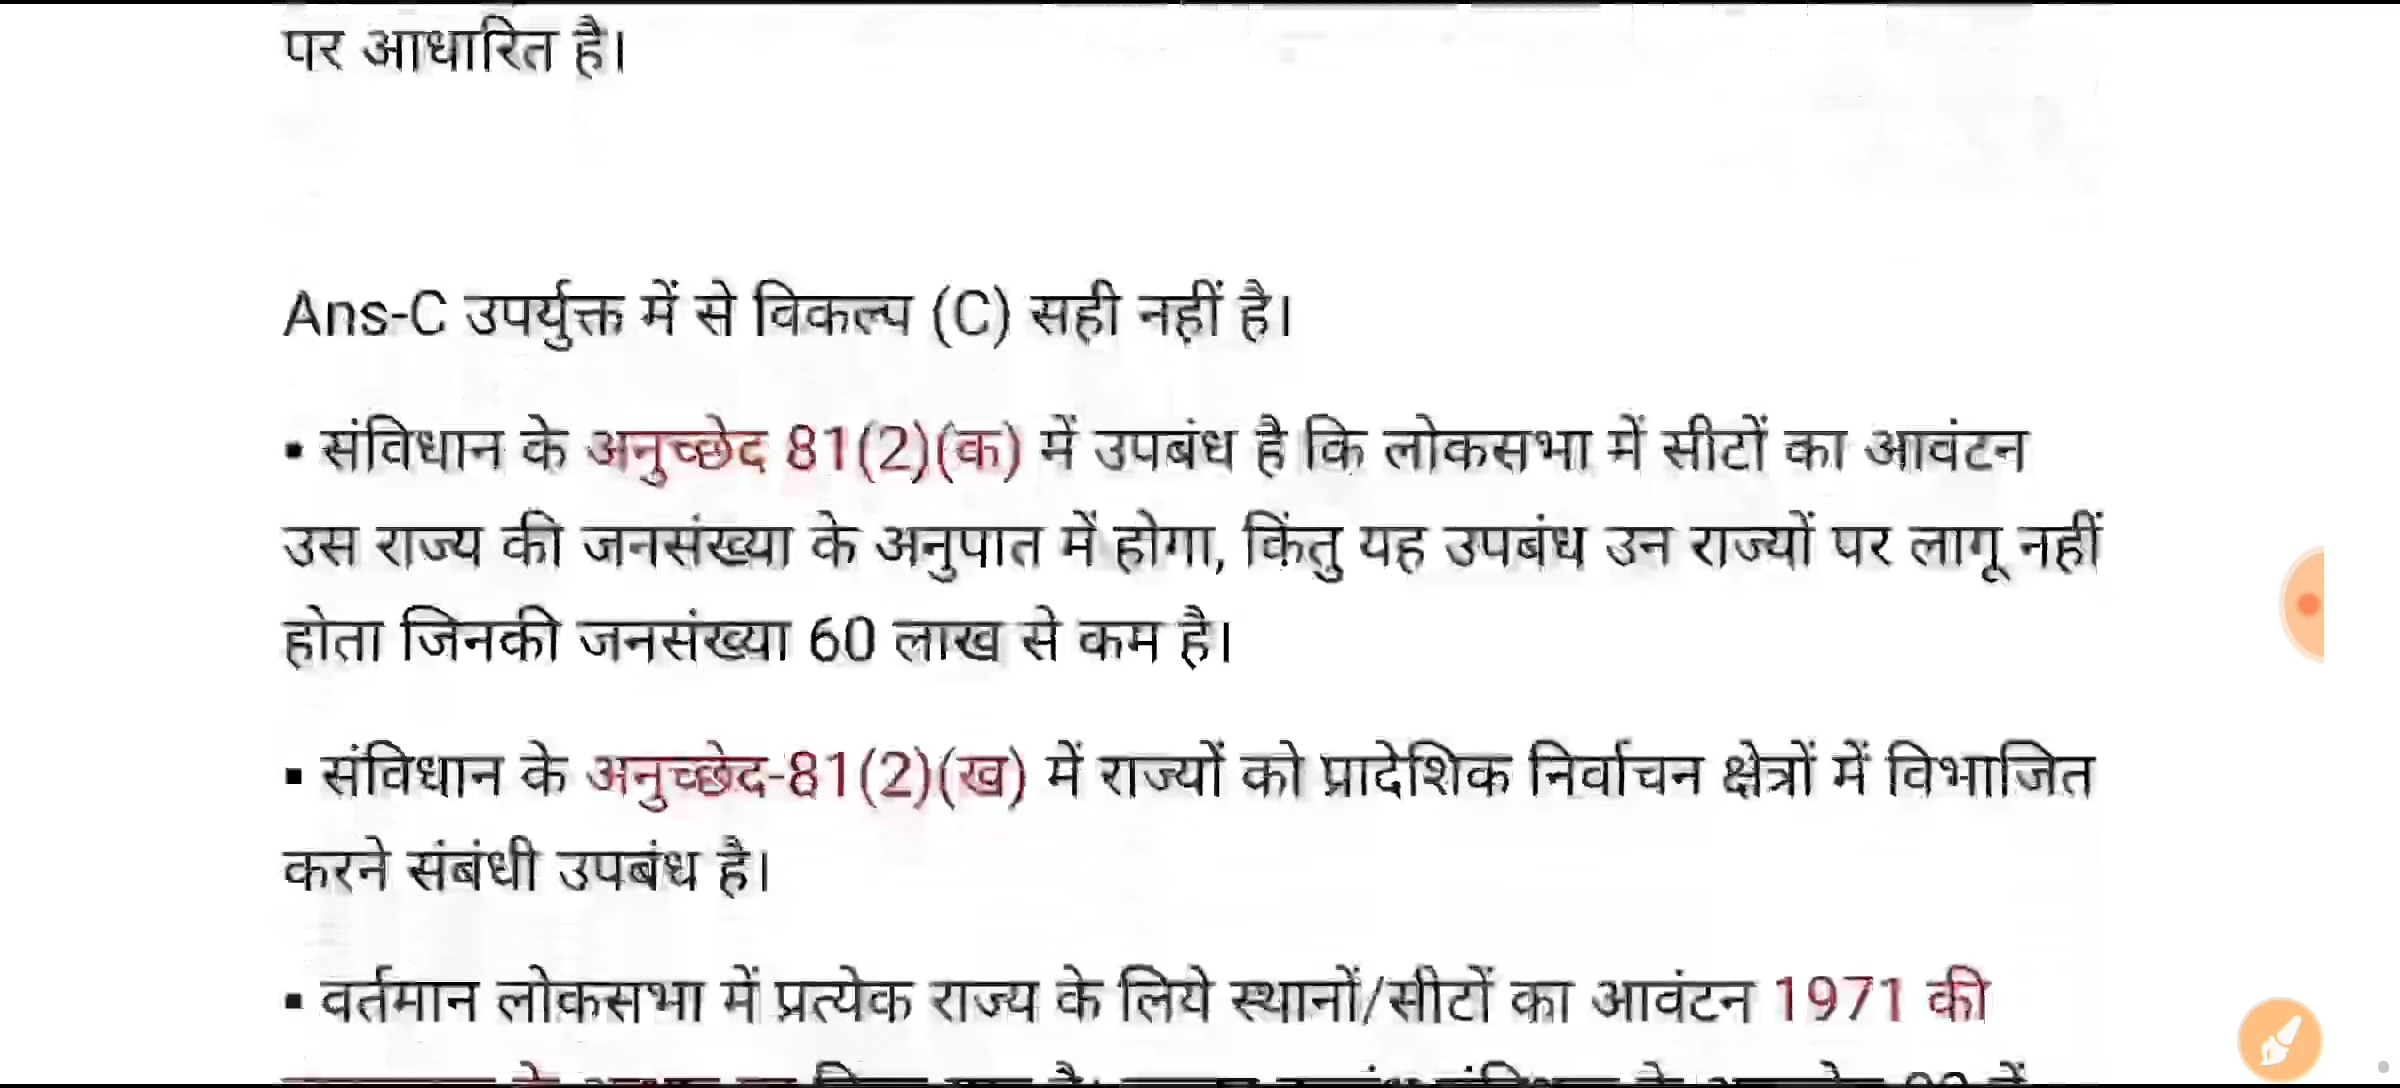 पर आधारित है।
Ans-C उपर्युक्त में से विकल्प (C) सही नहीं है।
▪ संविधान के अनुच्छेद 81(2)(क) में उपबंध है कि लोकसभा में सीटों का आवंटन
उस राज्य की जनसंख्या के अनुपात में होगा, किंतु यह उपबंध उन राज्यों पर लागू नहीं
होता जिनकी जनसंख्या 60 लाख से कम है।
▪ संविधान के अनुच्छेद-81(2)(ख) में राज्यों को प्रादेशिक निर्वाचन क्षेत्रों में विभाजित
करने संबंधी उपबंध है।
▪ वर्तमान लोकसभा में प्रत्येक राज्य के लिये स्थानों/सीटों का आवंटन 1971 की